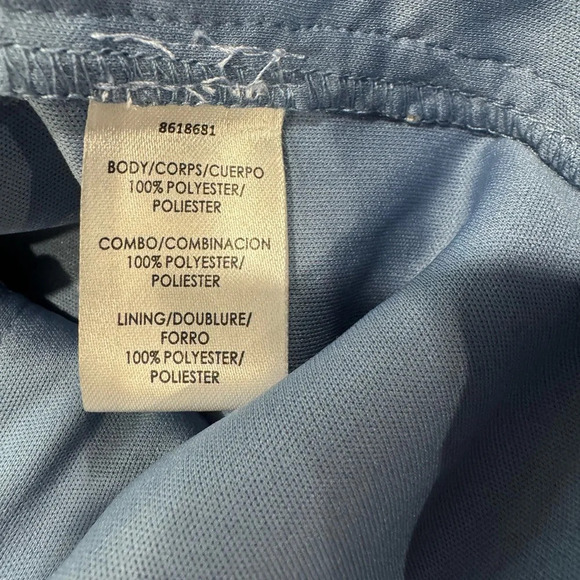 8618681
BODY/CORPS/CUERPO
100% POLYESTER/
POLIESTER
COMBO/COMBINACION
100% POLYESTER/
POLIESTER
LINING/DOUBLURE/
FORRO
100% POLYESTER/
POLIESTER